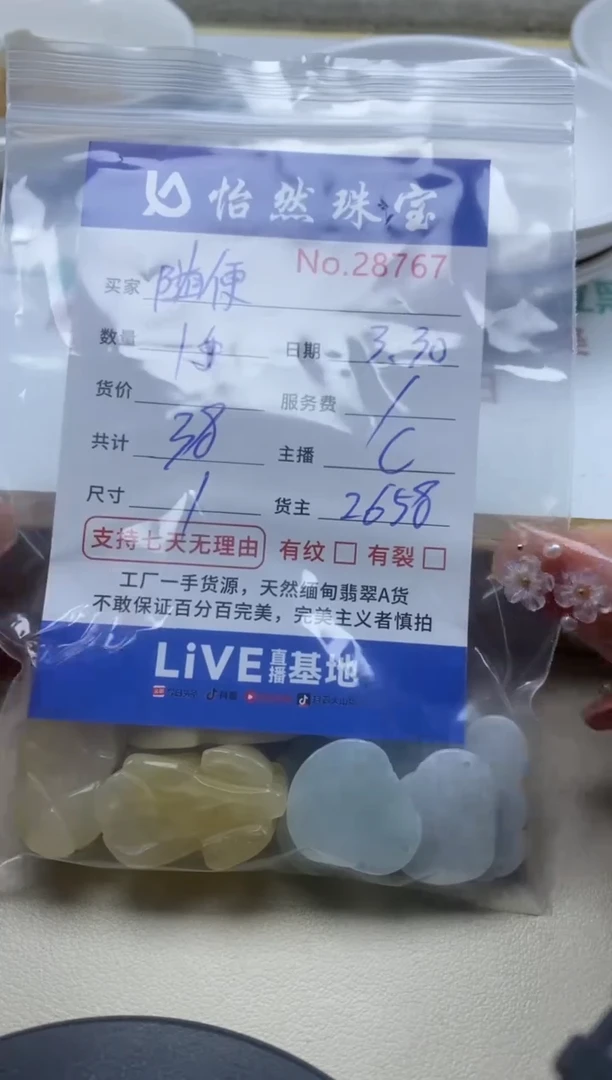 怡然珠宝
No.28767
买家 随便
数量 1 日期 3.30
货价 服务费 /
共计 38 主播 C
尺寸 / 货主 2658
支持七天无理由 有纹 □ 有裂 □
工厂一手货源，天然缅甸翡翠A货
不敢保证百分百完美，完美主义者慎拍
LiVE 直播 基地